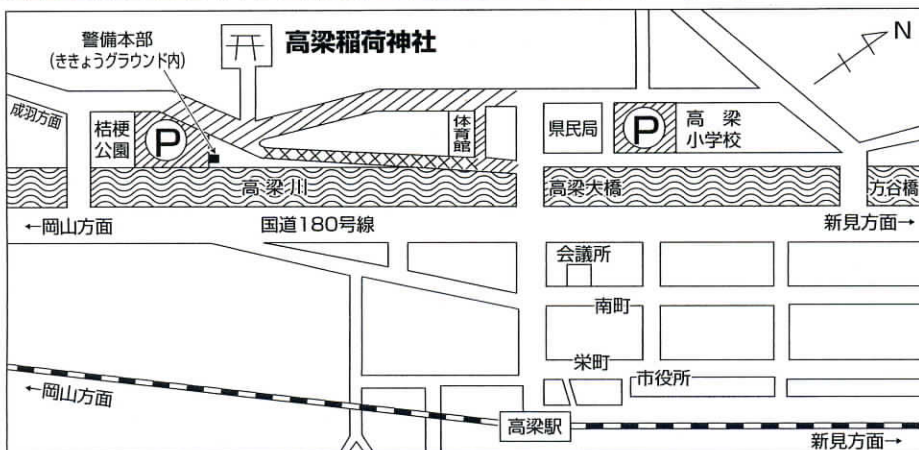 警備本部
(ききょうグラウンド内)
高梁稲荷神社
N
成羽方面
桔梗
公園
P
体育館
県民局
P
高梁
小学校
高梁川
高梁大橋
方谷橋
←岡山方面
国道180号線
新見方面→
会議所
南町
栄町
市役所
←岡山方面
高梁駅
新見方面→